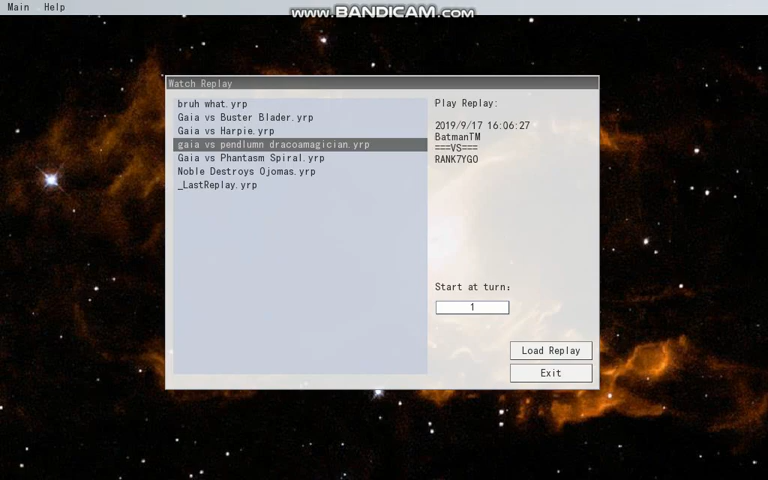 Main Help
www.BANDICAM.com
Watch Replay
bruh what.yrp
Gaia vs Buster Blader.yrp
Gaia vs Harpie.yrp
gaia vs pendlumn dracoamagician.yrp
Gaia vs Phantasm Spiral.yrp
Noble Destroys Ojomas.yrp
_LastReplay.yrp
Play Replay:
2019/9/17 16:06:27
BatmanTM
===VS===
RANK7YGO
Start at turn:
1
Load Replay
Exit